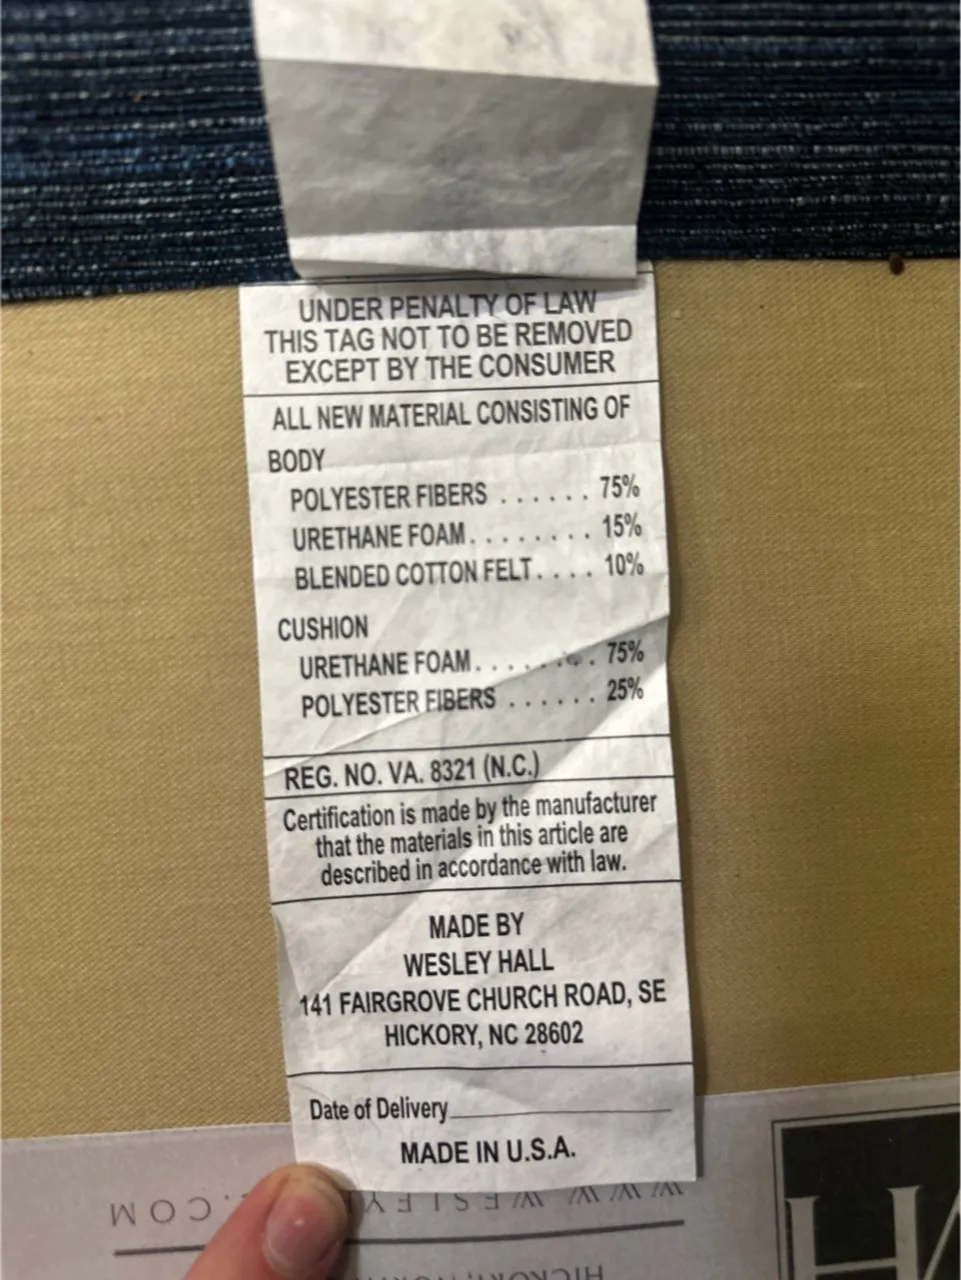 UNDER PENALTY OF LAW
THIS TAG NOT TO BE REMOVED
EXCEPT BY THE CONSUMER
ALL NEW MATERIAL CONSISTING OF
BODY
POLYESTER FIBERS . . . . . . 75%
URETHANE FOAM. . . . . . . . 15%
BLENDED COTTON FELT. . . . 10%
CUSHION
URETHANE FOAM. . . . . . . . 75%
POLYESTER FIBERS . . . . . . 25%
REG. NO. VA. 8321 (N.C.)
Certification is made by the manufacturer
that the materials in this article are
described in accordance with law.
MADE BY
WESLEY HALL
141 FAIRGROVE CHURCH ROAD, SE
HICKORY, NC 28602
Date of Delivery
MADE IN U.S.A.
.COM